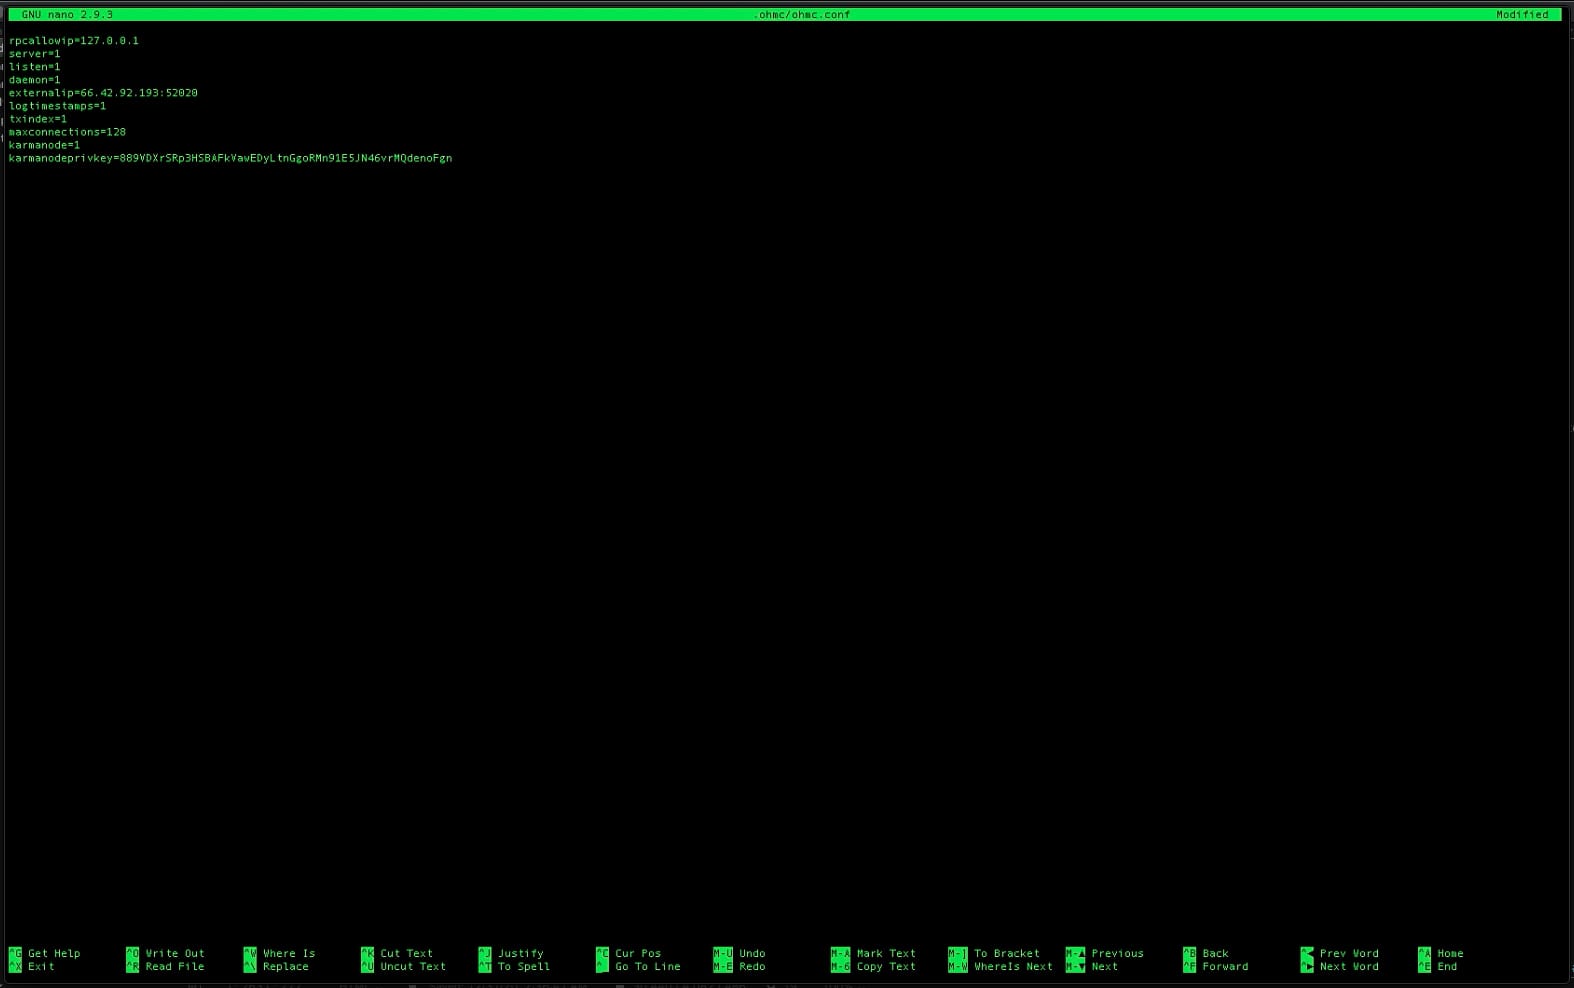 GNU nano 2.9.3 .ohmc/ohmc.conf Modified
rpcallowip=127.0.0.1
server=1
listen=1
daemon=1
externalip=66.42.92.193:52020
logtimestamps=1
txindex=1
maxconnections=128
karmanode=1
karmanodeprivkey=889VDXrSRp3HSBAFkVawEDyLtnGgoRMn91E5JN46vrMQdenoFgn
^G Get Help ^O Write Out ^W Where Is ^K Cut Text ^J Justify ^C Cur Pos M-U Undo M-A Mark Text M-] To Bracket M-▲ Previous ^B Back ^◄ Prev Word ^A Home
^X Exit ^R Read File ^\ Replace ^U Uncut Text ^T To Spell ^_ Go To Line M-E Redo M-6 Copy Text M-W WhereIs Next M-▼ Next ^F Forward ^► Next Word ^E End